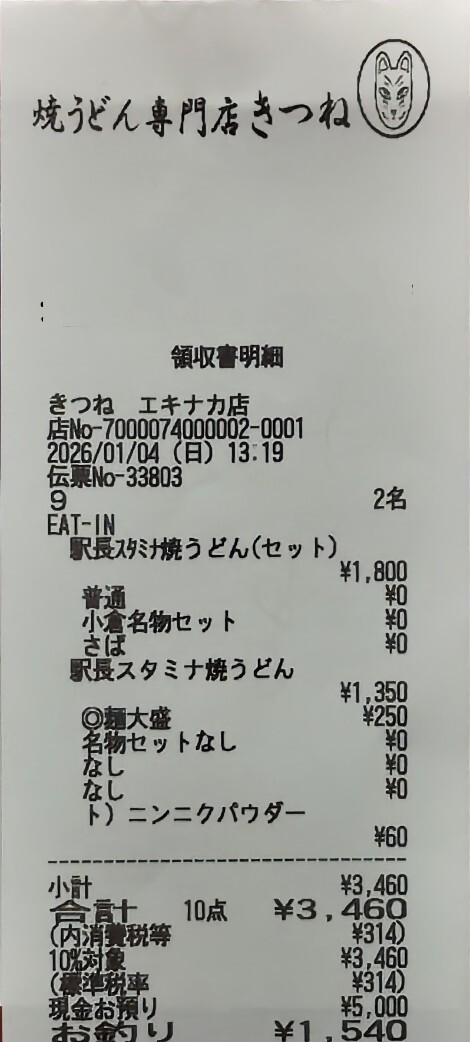 焼うどん専門店きつね
領収書明細
きつね エキナカ店
店No-7000074000002-0001
2026/01/04 (日) 13:19
伝票No-33803
9 2名
EAT-IN
駅長スタミナ焼うどん(セット)
¥1,800
普通 ¥0
小倉名物セット ¥0
さば ¥0
駅長スタミナ焼うどん
¥1,350
◎麺大盛 ¥250
名物セットなし ¥0
なし ¥0
なし ¥0
ト) ニンニクパウダー
¥60
小計 ¥3,460
合計 10点 ¥3,460
(内消費税等 ¥314)
10%対象 ¥3,460
(標準税率 ¥314)
現金お預り ¥5,000
お釣り ¥1,540